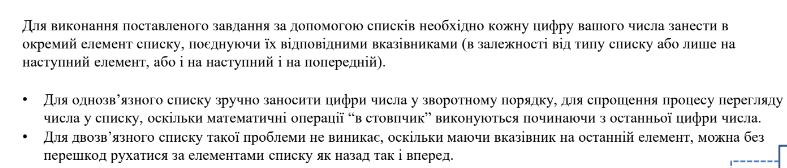 Для виконання поставленого завдання за допомогою списків необхідно кожну цифру вашого числа занести в
окремий елемент списку, поєднуючи їх відповідними вказівниками (в залежності від типу списку або лише на
наступний елемент, або і на наступний і на попередній).
• Для однозв’язного списку зручно заносити цифри числа у зворотному порядку, для спрощення процесу перегляду
числа у списку, оскільки математичні операції “в стовпчик” виконуються починаючи з останньої цифри числа.
• Для двозв’язного списку такої проблеми не виникає, оскільки маючи вказівник на останній елемент, можна без
перешкод рухатися за елементами списку як назад так і вперед.